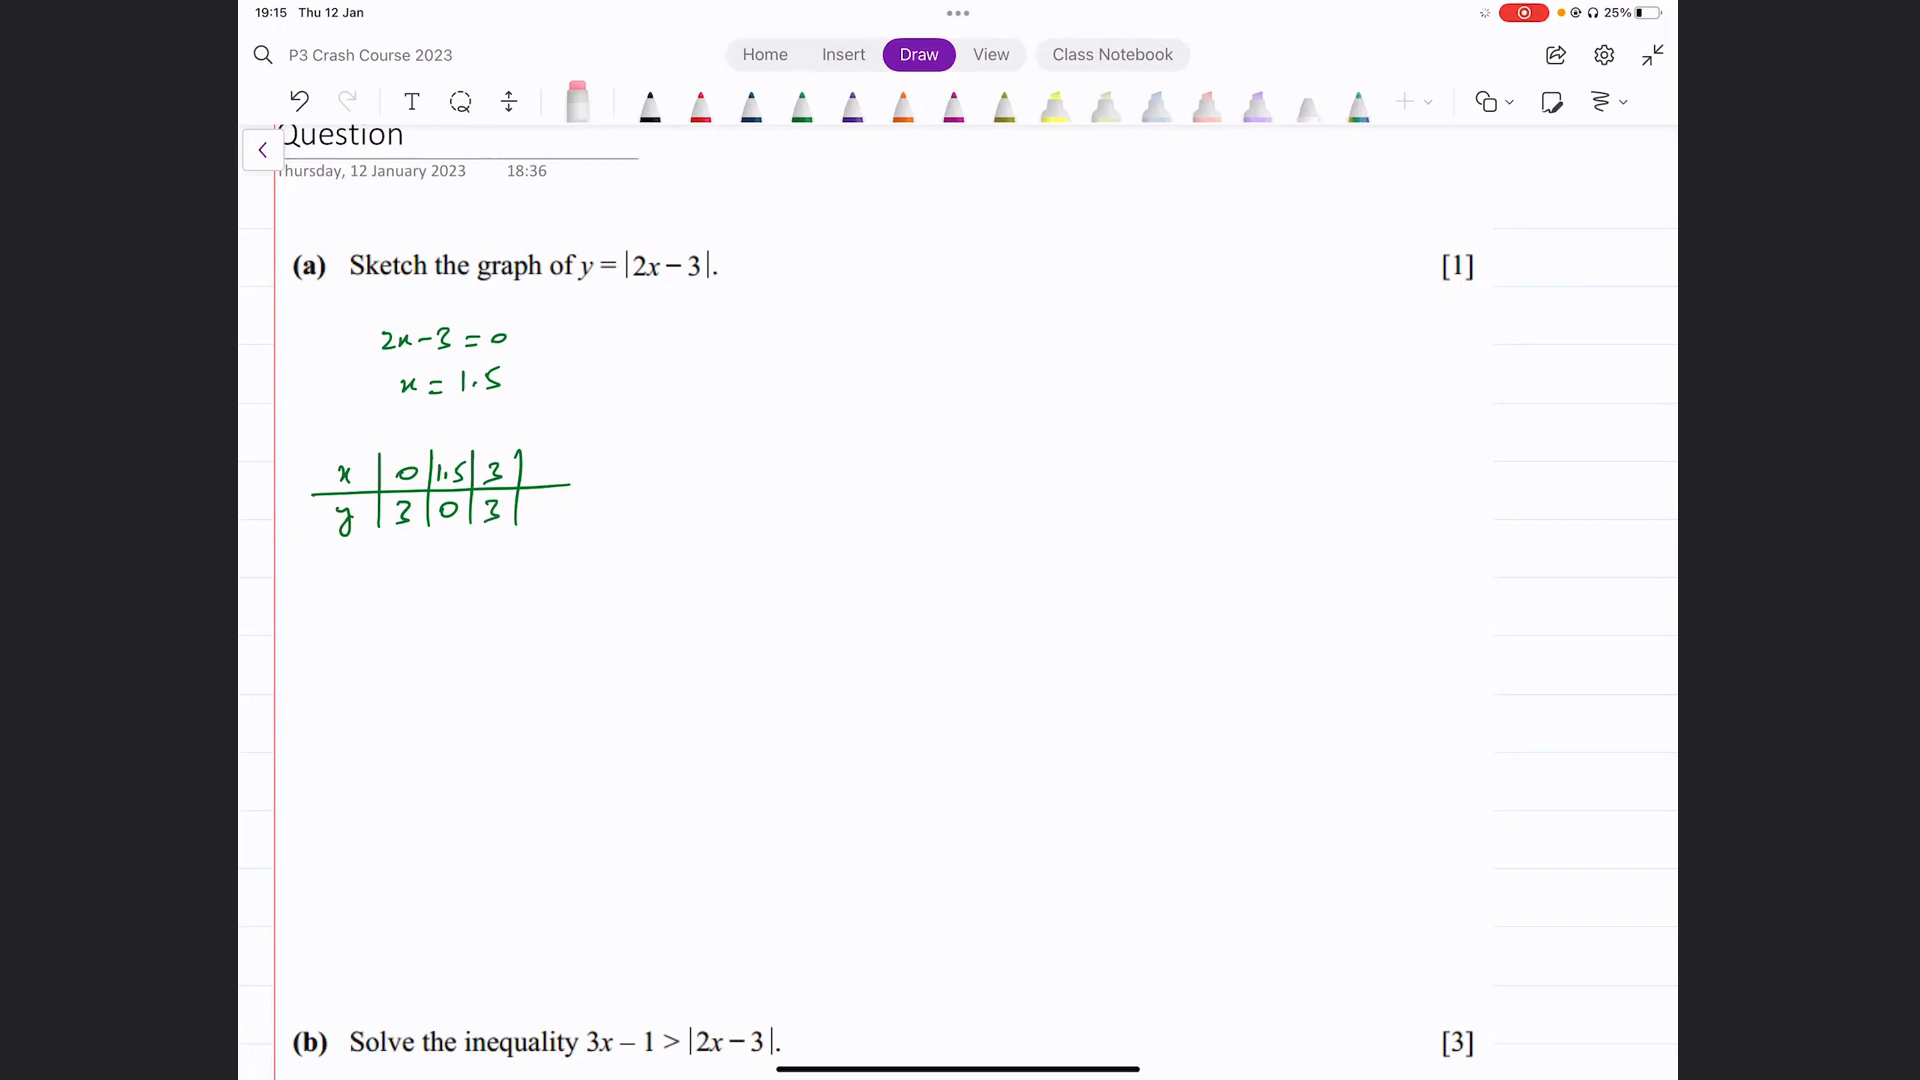 19:15 Thu 12 Jan
25%
P3 Crash Course 2023
Home Insert Draw View Class Notebook
T
Question
Thursday, 12 January 2023 18:36
(a) Sketch the graph of y = |2x − 3|. [1]
2x − 3 = 0
x = 1.5
x | 0 | 1.5 | 3 |
y | 3 | 0 | 3 |
(b) Solve the inequality 3x – 1 > |2x − 3|. [3]